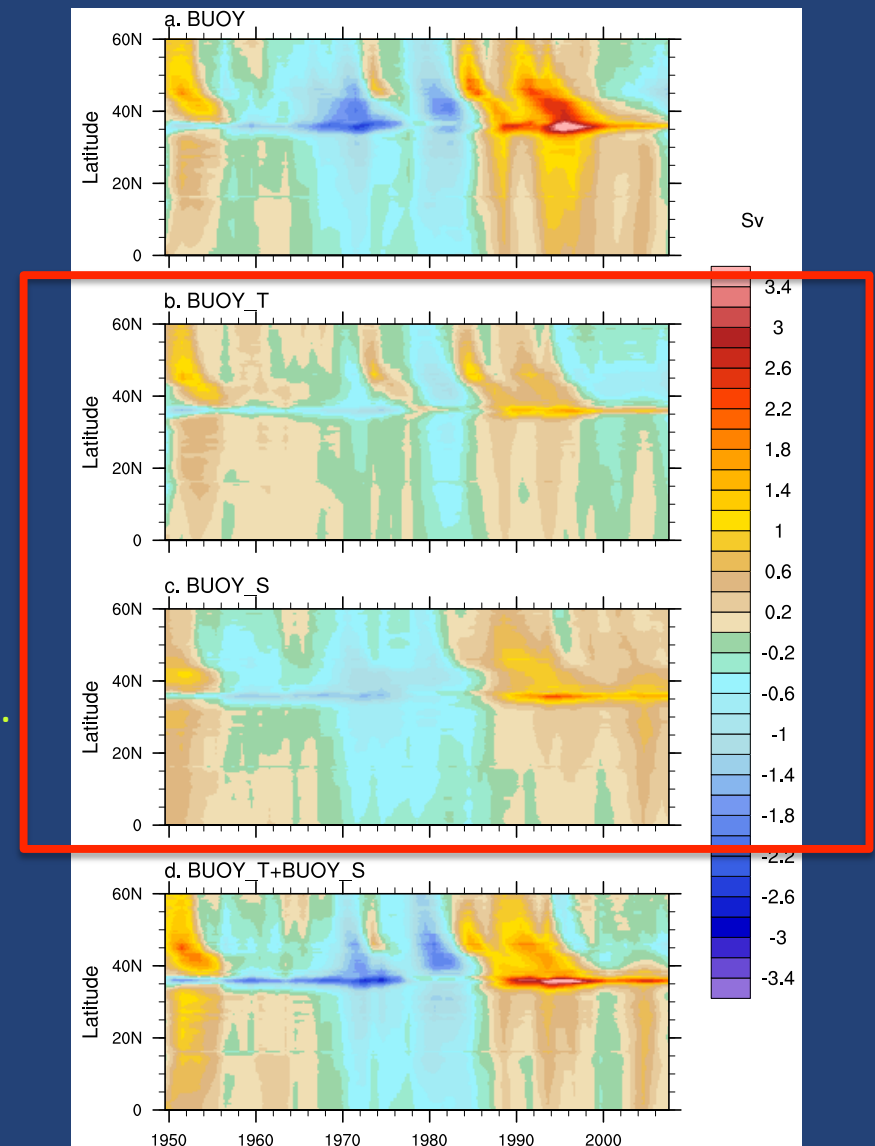 a. BUOY
60N
40N
20N
0
Latitude
b. BUOY_T
60N
40N
20N
0
Latitude
c. BUOY_S
60N
40N
20N
0
Latitude
d. BUOY_T+BUOY_S
60N
40N
20N
0
Latitude
1950 1960 1970 1980 1990 2000
Sv
3.4
3
2.6
2.2
1.8
1.4
1
0.6
0.2
-0.2
-0.6
-1
-1.4
-1.8
-2.2
-2.6
-3
-3.4